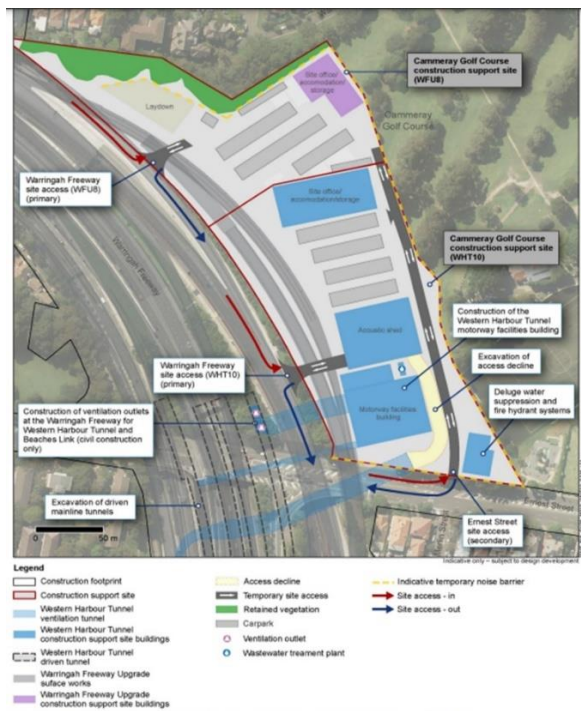 Cammeray Golf Course
construction support site
(WFU8)
Site office/
accomodation/
storage
Laydown
Cammeray
Golf Course
Warringah Freeway
site access (WFU8)
(primary)
Site office/
accomodation/storage
Cammeray Golf Course
construction support site
(WHT10)
Warringah Freeway
Construction of the
Western Harbour Tunnel
motorway facilities building
Acoustic shed
Warringah Freeway
site access (WHT10)
(primary)
Excavation of
access decline
Construction of ventilation outlets
at the Warringah Freeway for
Western Harbour Tunnel and
Beaches Link (civil construction
only)
Motorway facilities
building
Deluge water
suppression and
fire hydrant systems
Excavation of driven
mainline tunnels
Ernest Street
Ernest Street
site access
(secondary)
0 50 m
Indicative only – subject to design development
Legend
Construction footprint
Construction support site
Western Harbour Tunnel
ventilation tunnel
Western Harbour Tunnel
construction support site buildings
Western Harbour Tunnel
driven tunnel
Warringah Freeway Upgrade
suface works
Warringah Freeway Upgrade
construction support site buildings
Access decline
Temporary site access
Retained vegetation
Carpark
Ventilation outlet
Wastewater treament plant
Indicative temporary noise barrier
Site access - in
Site access - out